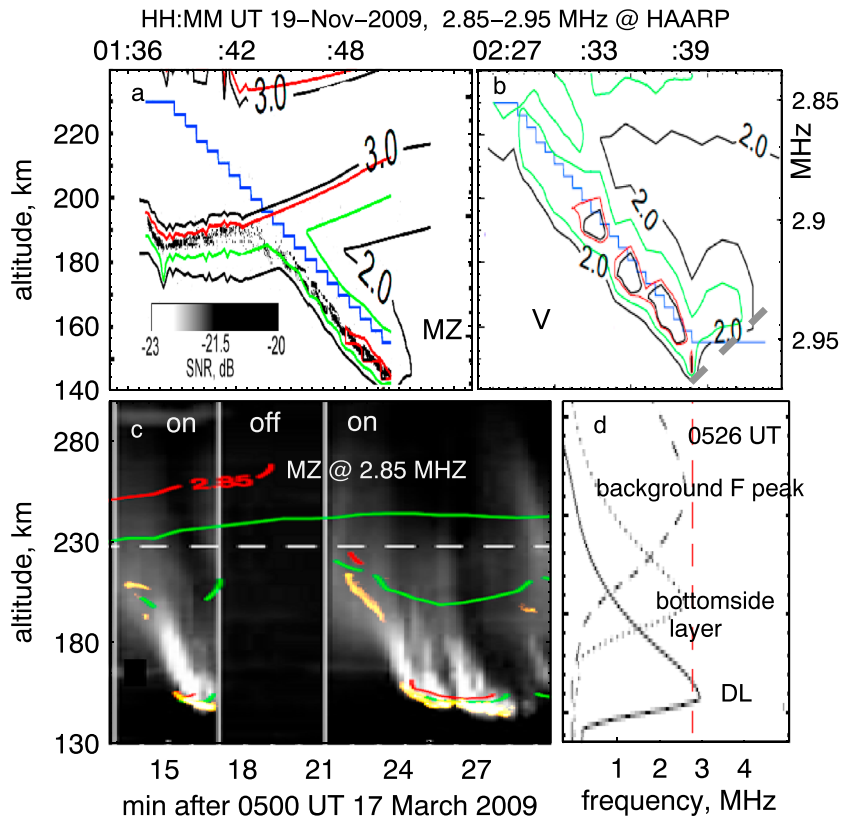 HH:MM UT 19-Nov-2009, 2.85-2.95 MHz @ HAARP
01:36 :42 :48 02:27 :33 :39
a
3.0
3.0
2.0
MZ
-23 -21.5 -20
SNR, dB
220
200
180
160
140
altitude, km
b
2.0
2.0
2.0
2.0
V
2.85
2.9
2.95
MHz
c on off on
MZ @ 2.85 MHZ
2.85
280
230
180
130
altitude, km
15 18 21 24 27
min after 0500 UT 17 March 2009
d
0526 UT
background F peak
bottomside
layer
DL
1 2 3 4
frequency, MHz